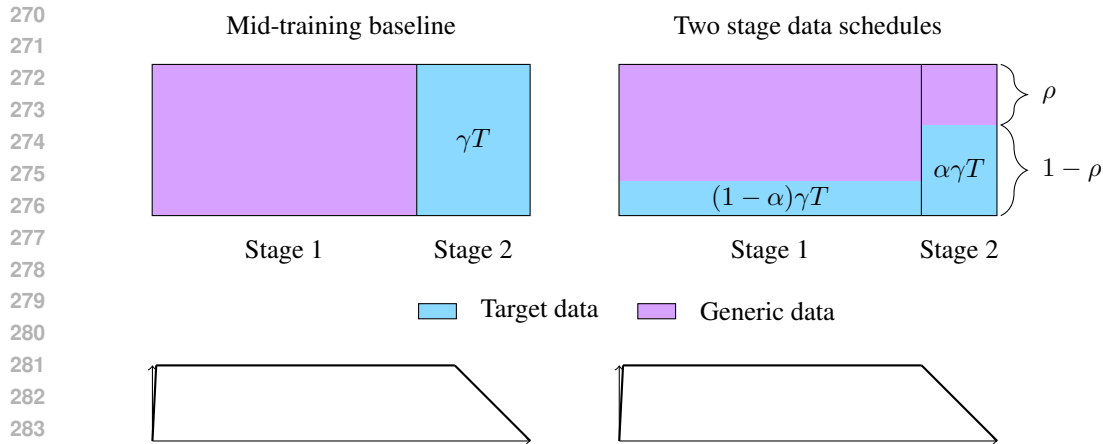 270
Mid-training baseline Two stage data schedules
271
272
ρ
273
274
γT
275
αγT 1 − ρ
276 (1 − α)γT
277
Stage 1 Stage 2 Stage 1 Stage 2
278
279
Target data Generic data
280
281
282
283